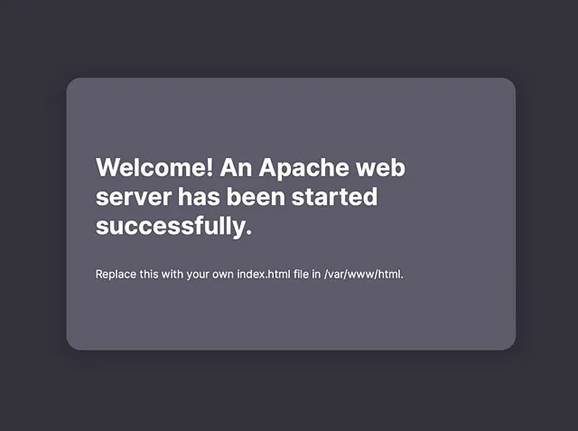 Welcome! An Apache web
server has been started
successfully.
Replace this with your own index.html file in /var/www/html.